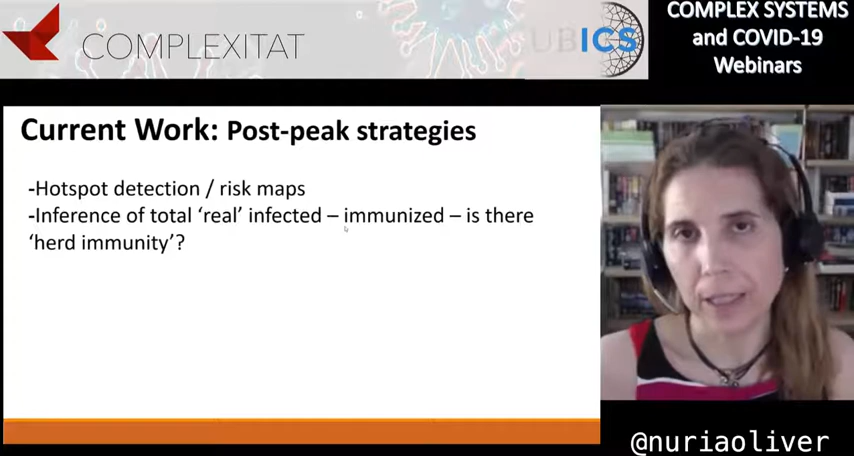 COMPLEXITAT
UBICS
COMPLEX SYSTEMS
and COVID-19
Webinars
Current Work: Post-peak strategies
-Hotspot detection / risk maps
-Inference of total ‘real’ infected – immunized – is there
‘herd immunity’?
@nuriaoliver